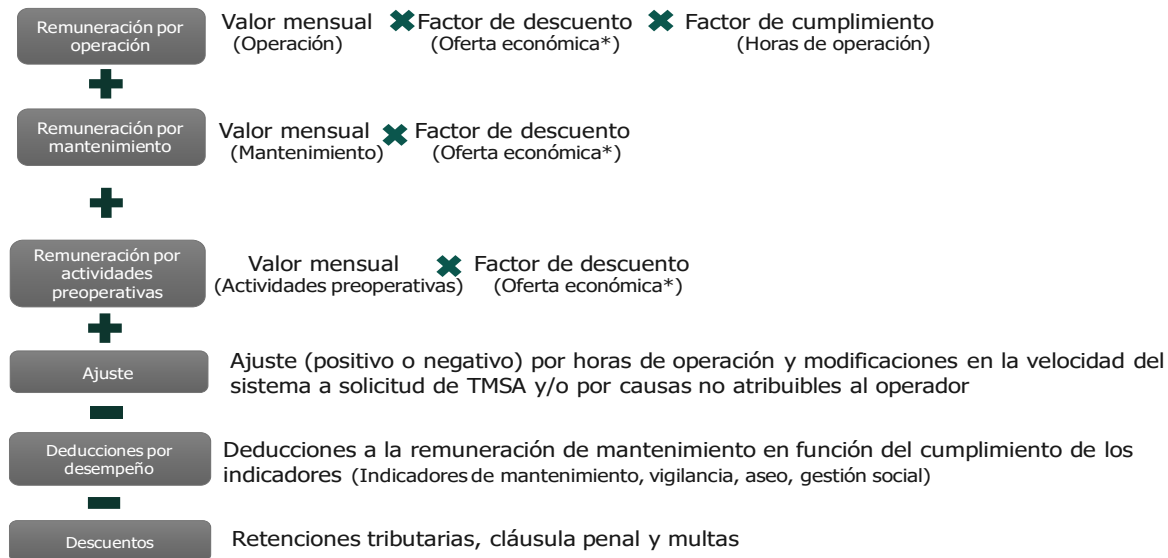 Remuneración por
operación
Valor mensual ✖ Factor de descuento ✖ Factor de cumplimiento
(Operación) (Oferta económica*) (Horas de operación)
+
Remuneración por
mantenimiento
Valor mensual ✖ Factor de descuento
(Mantenimiento) (Oferta económica*)
+
Remuneración por
actividades
preoperativas
Valor mensual ✖ Factor de descuento
(Actividades preoperativas) (Oferta económica*)
+
Ajuste
Ajuste (positivo o negativo) por horas de operación y modificaciones en la velocidad del
sistema a solicitud de TMSA y/o por causas no atribuibles al operador
−
Deducciones por
desempeño
Deducciones a la remuneración de mantenimiento en función del cumplimiento de los
indicadores (Indicadores de mantenimiento, vigilancia, aseo, gestión social)
−
Descuentos
Retenciones tributarias, cláusula penal y multas